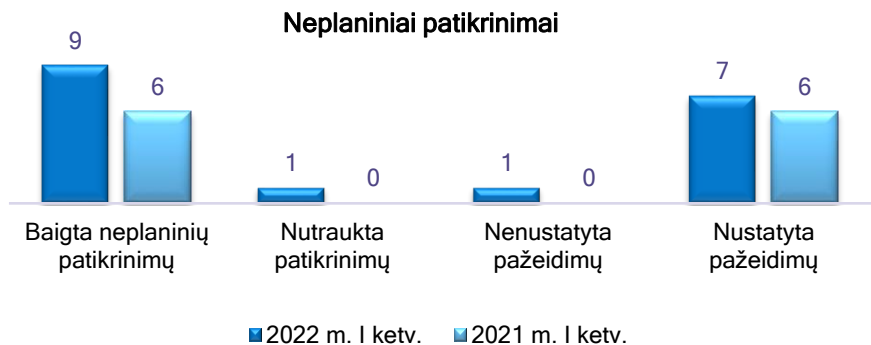 Neplaniniai patikrinimai
9
6
1
0
1
0
7
6
Baigta neplaninių
patikrinimų
Nutraukta
patikrinimų
Nenustatyta
pažeidimų
Nustatyta
pažeidimų
2022 m. I ketv.
2021 m. I ketv.